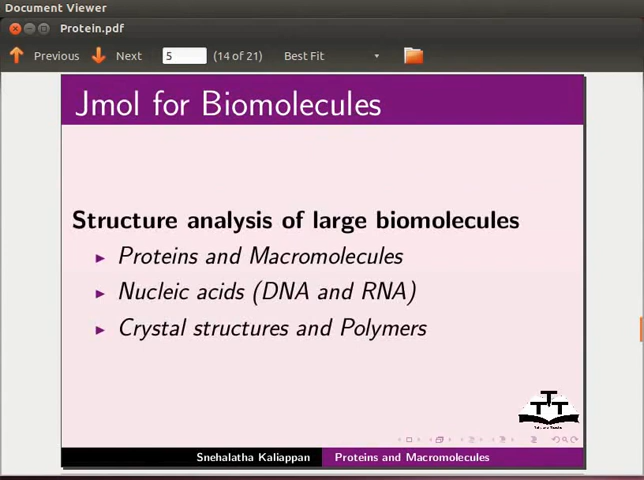 Document Viewer
Protein.pdf
Previous Next 5 (14 of 21) Best Fit
Jmol for Biomolecules
Structure analysis of large biomolecules
Proteins and Macromolecules
Nucleic acids (DNA and RNA)
Crystal structures and Polymers
TTT
Snehalatha Kaliappan Proteins and Macromolecules